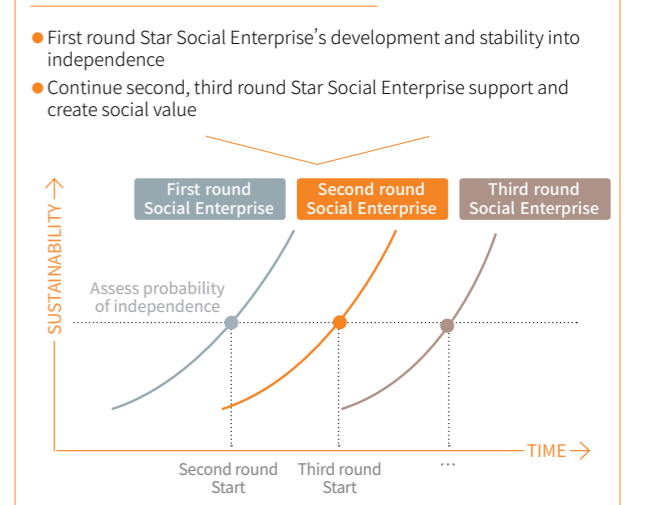 ● First round Star Social Enterprise's development and stability into
independence
● Continue second, third round Star Social Enterprise support and
create social value
First round
Social Enterprise
Second round
Social Enterprise
Third round
Social Enterprise
SUSTAINABILITY
Assess probability
of independence
TIME
Second round
Start
Third round
Start
...